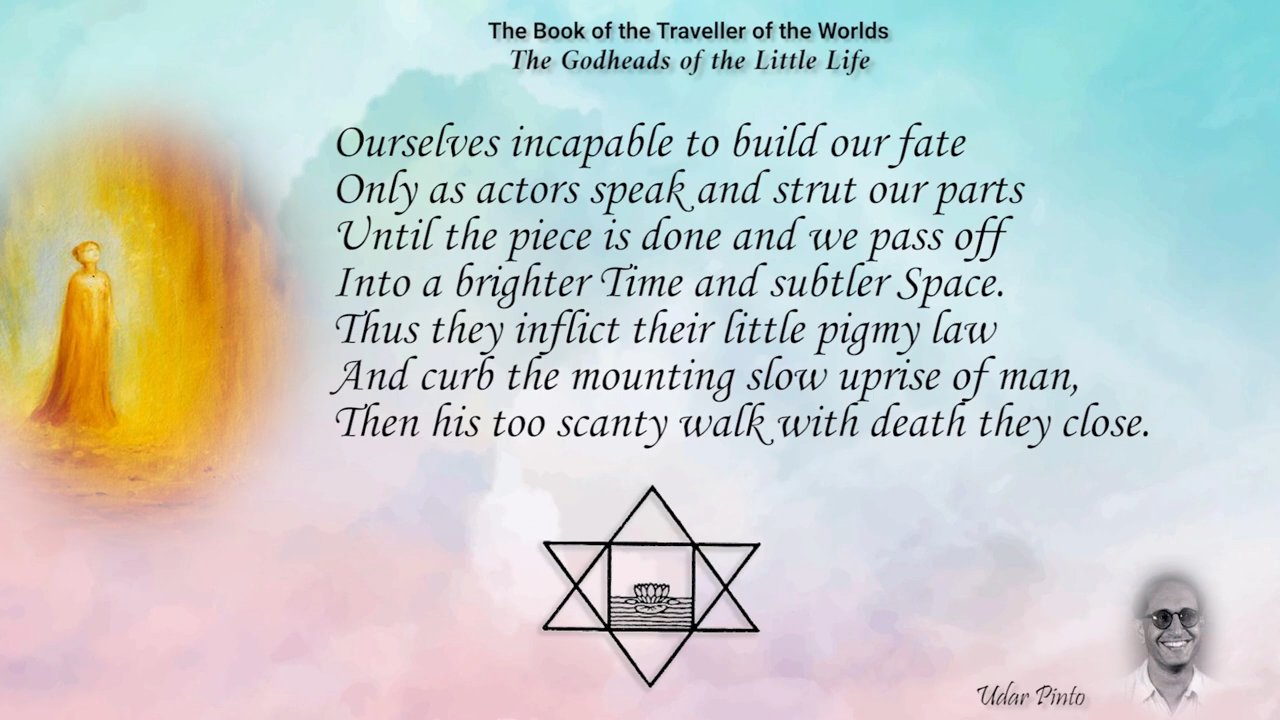 The Book of the Traveller of the Worlds
The Godheads of the Little Life
Ourselves incapable to build our fate
Only as actors speak and strut our parts
Until the piece is done and we pass off
Into a brighter Time and subtler Space.
Thus they inflict their little pigmy law
And curb the mounting slow uprise of man,
Then his too scanty walk with death they close.
Udar Pinto